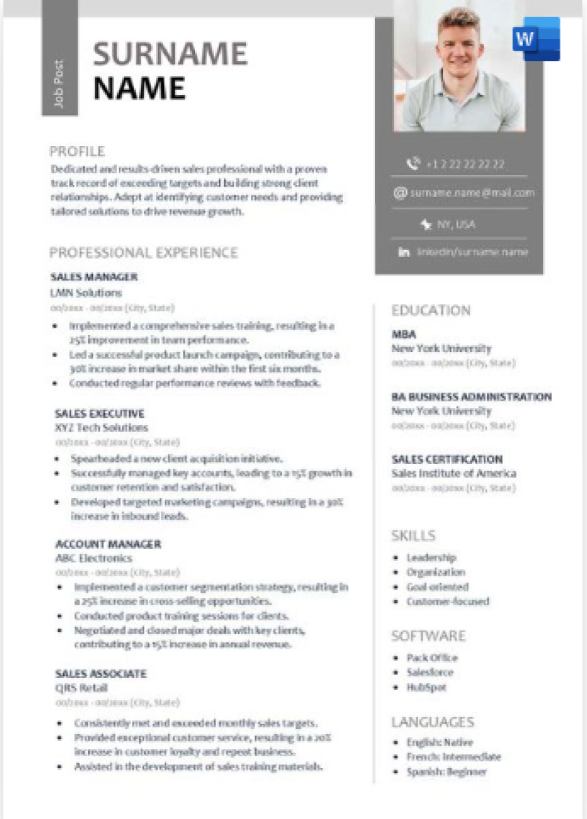 Job Post
SURNAME
NAME
W
+1 2 22 22 22 22
surname.name@mail.com
NY, USA
in linkedin/surname.name
PROFILE
Dedicated and results-driven sales professional with a proven
track record of exceeding targets and building strong client
relationships. Adept at identifying customer needs and providing
tailored solutions to drive revenue growth.
PROFESSIONAL EXPERIENCE
SALES MANAGER
LMN Solutions
00/20xx - 00/20xx (City, State)
• Implemented a comprehensive sales training, resulting in a
25% improvement in team performance.
• Led a successful product launch campaign, contributing to a
30% increase in market share within the first six months.
• Conducted regular performance reviews with feedback.
SALES EXECUTIVE
XYZ Tech Solutions
00/20xx - 00/20xx (City, State)
• Spearheaded a new client acquisition initiative.
• Successfully managed key accounts, leading to a 15% growth in
customer retention and satisfaction.
• Developed targeted marketing campaigns, resulting in a 30%
increase in inbound leads.
ACCOUNT MANAGER
ABC Electronics
00/20xx - 00/20xx (City, State)
• Implemented a customer segmentation strategy, resulting in
a 25% increase in cross-selling opportunities.
• Conducted product training sessions for clients.
• Negotiated and closed major deals with key clients,
contributing to a 15% increase in annual revenue.
SALES ASSOCIATE
QRS Retail
00/20xx - 00/20xx (City, State)
• Consistently met and exceeded monthly sales targets.
• Provided exceptional customer service, resulting in a 20%
increase in customer loyalty and repeat business.
• Assisted in the development of sales training materials.
EDUCATION
MBA
New York University
00/20xx - 00/20xx (City, State)
BA BUSINESS ADMINISTRATION
New York University
00/20xx - 00/20xx (City, State)
SALES CERTIFICATION
Sales Institute of America
00/20xx - 00/20xx (City, State)
SKILLS
• Leadership
• Organization
• Goal-oriented
• Customer-focused
SOFTWARE
• Pack Office
• Salesforce
• HubSpot
LANGUAGES
• English: Native
• French: Intermediate
• Spanish: Beginner